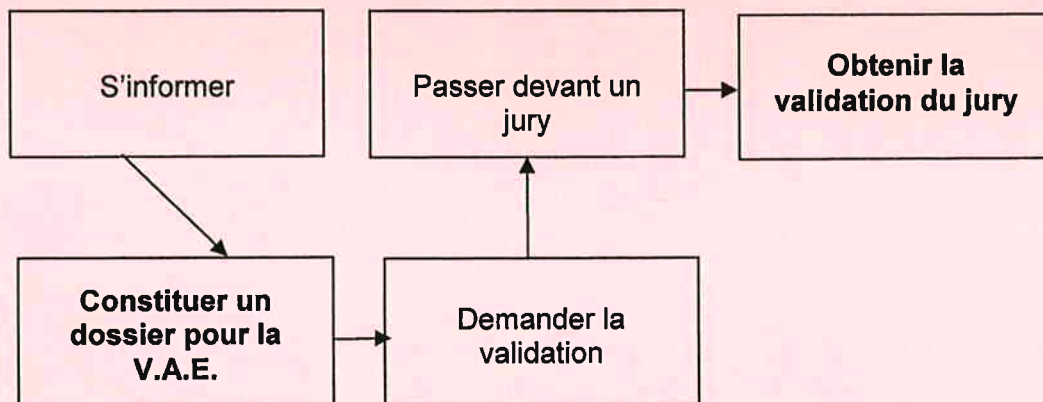 S'informer
Passer devant un
jury
Obtenir la
validation du jury
Constituer un
dossier pour la
V.A.E.
Demander la
validation